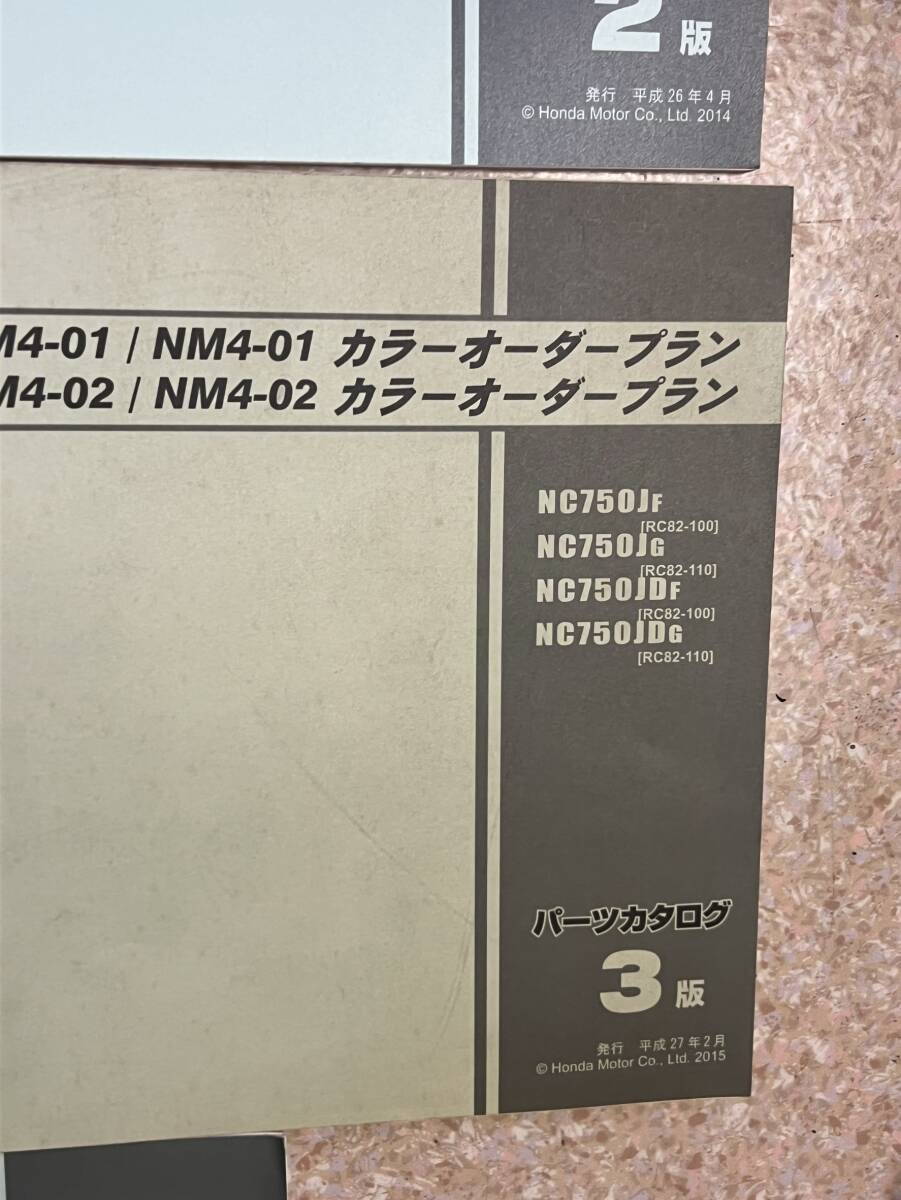 2 版
発行 平成26年4月
© Honda Motor Co., Ltd. 2014
M4-01 / NM4-01 カラーオーダープラン
M4-02 / NM4-02 カラーオーダープラン
NC750JF
[RC82-100]
NC750JG
[RC82-110]
NC750JDF
[RC82-100]
NC750JDG
[RC82-110]
パーツカタログ
3 版
発行 平成27年2月
© Honda Motor Co., Ltd. 2015